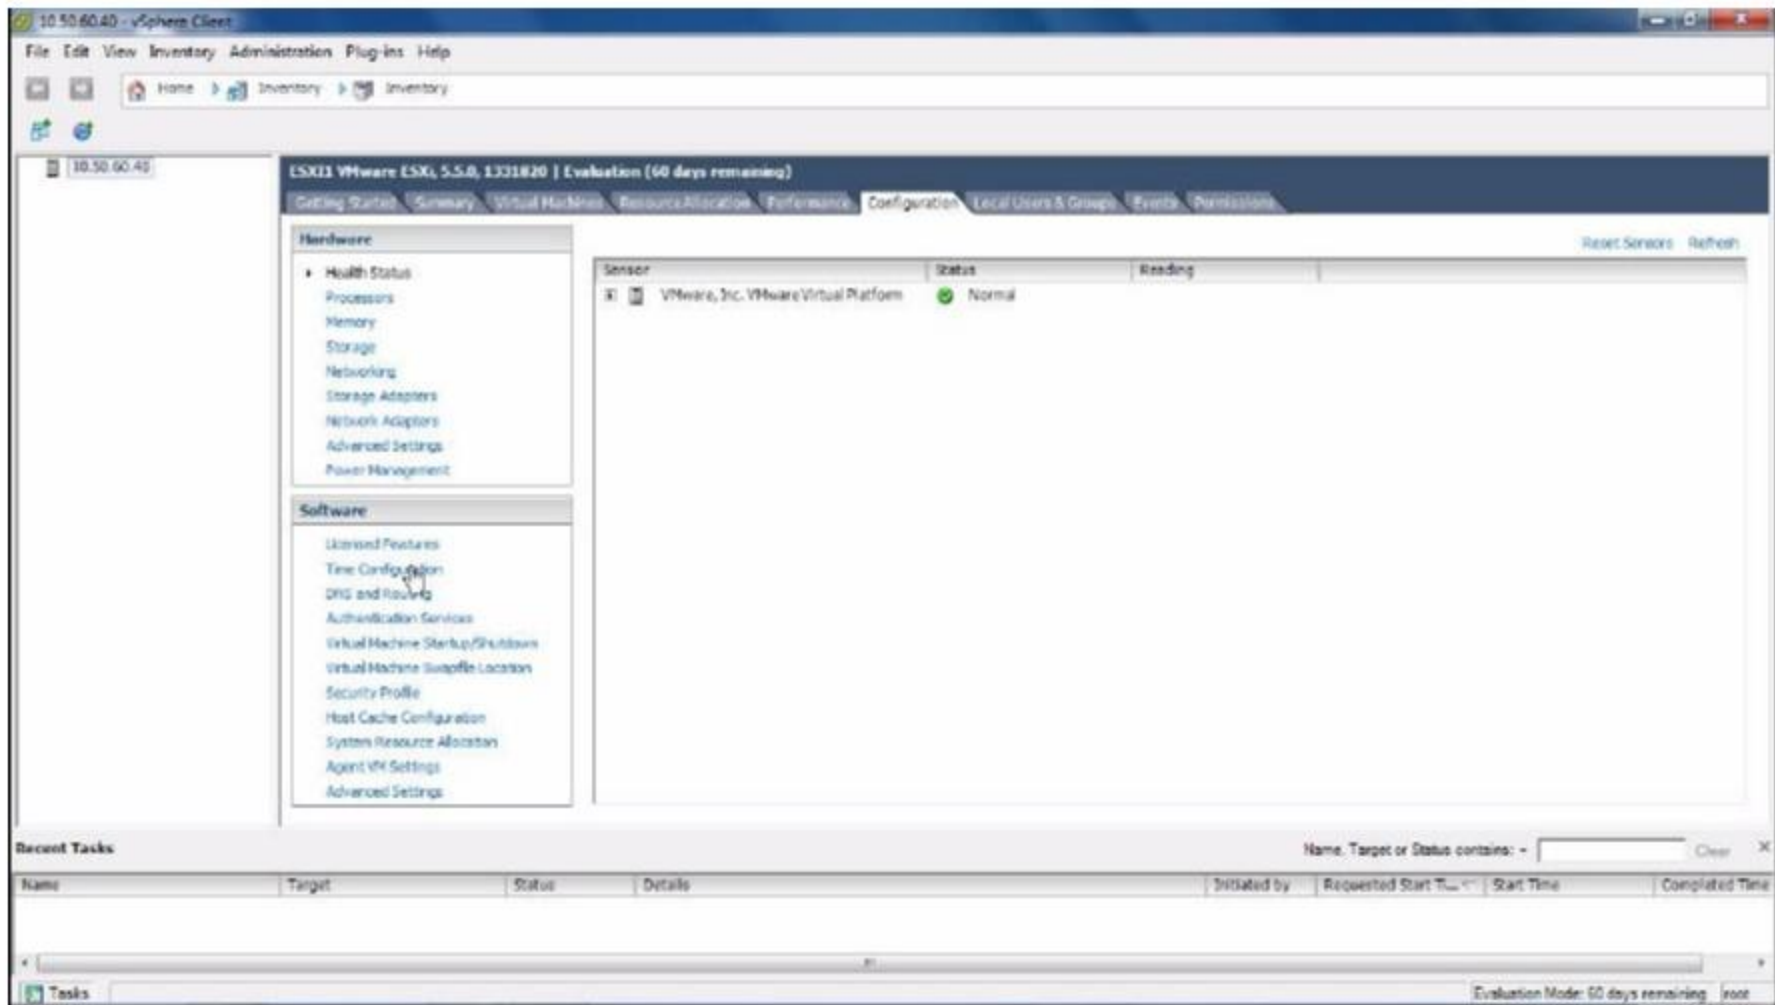 10.50.60.40 - vSphere Client
File Edit View Inventory Administration Plug-ins Help
Home Inventory Inventory
10.50.60.40
ESXI1 VMware ESXi, 5.5.0, 1331820 | Evaluation (60 days remaining)
Getting Started Summary Virtual Machines Resource Allocation Performance Configuration Local Users & Groups Events Permissions
Hardware
Health Status
Processors
Memory
Storage
Networking
Storage Adapters
Network Adapters
Advanced Settings
Power Management
Software
Licensed Features
Time Configuration
DNS and Routing
Authentication Services
Virtual Machine Startup/Shutdown
Virtual Machine Swapfile Location
Security Profile
Host Cache Configuration
System Resource Allocation
Agent VM Settings
Advanced Settings
Reset Sensors Refresh
Sensor Status Reading
VMware, Inc. VMware Virtual Platform Normal
Recent Tasks
Name, Target or Status contains: Clear
Name Target Status Details Initiated by Requested Start T... Start Time Completed Time
Tasks
Evaluation Mode: 60 days remaining root